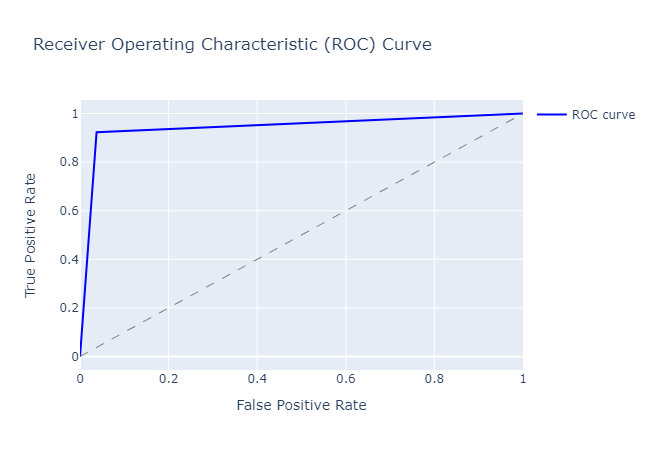 Receiver Operating Characteristic (ROC) Curve
ROC curve
True Positive Rate
1
0.8
0.6
0.4
0.2
0
0 0.2 0.4 0.6 0.8 1
False Positive Rate